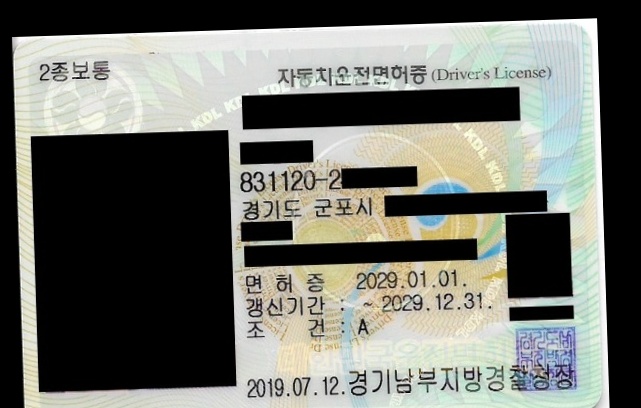 2종보통
자동차운전면허증 (Driver's License)
831120-2
경기도 군포시
면 허 증 2029.01.01.
갱신기간 : ~ 2029.12.31.
조 건 : A
2019.07.12. 경기남부지방경찰청장